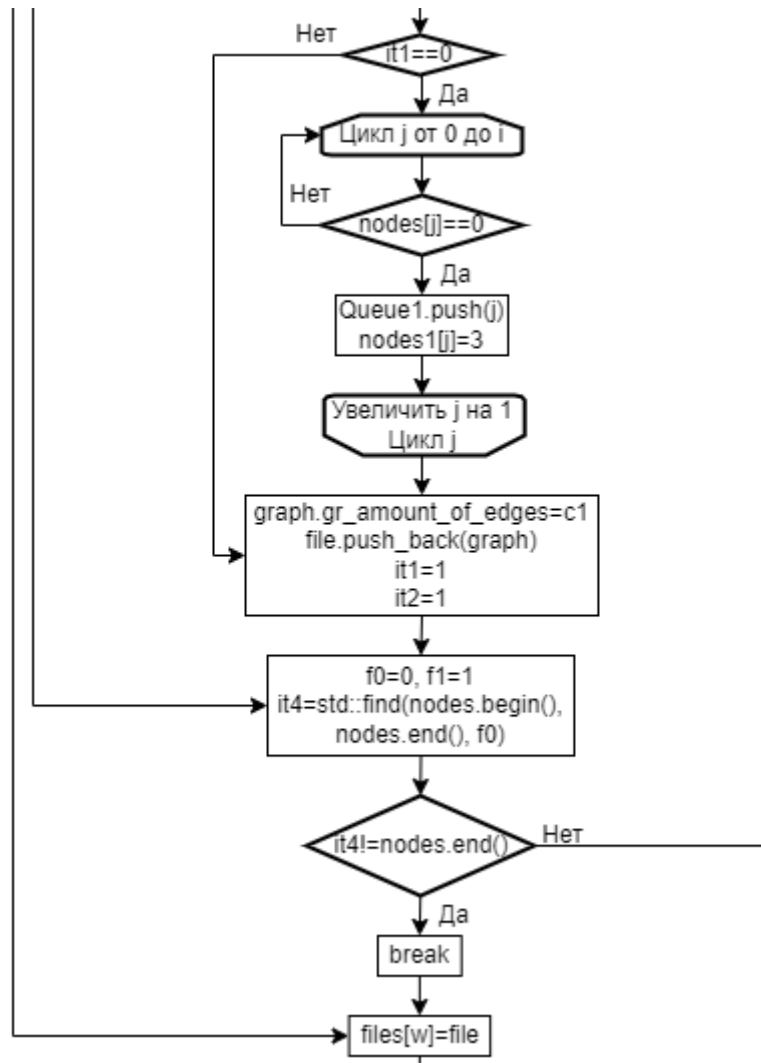 Нет
it1==0
Да
Цикл j от 0 до i
Нет
nodes[j]==0
Да
Queue1.push(j)
nodes1[j]=3
Увеличить j на 1
Цикл j
graph.gr_amount_of_edges=c1
file.push_back(graph)
it1=1
it2=1
f0=0, f1=1
it4=std::find(nodes.begin(),
nodes.end(), f0)
it4!=nodes.end()
Нет
Да
break
files[w]=file